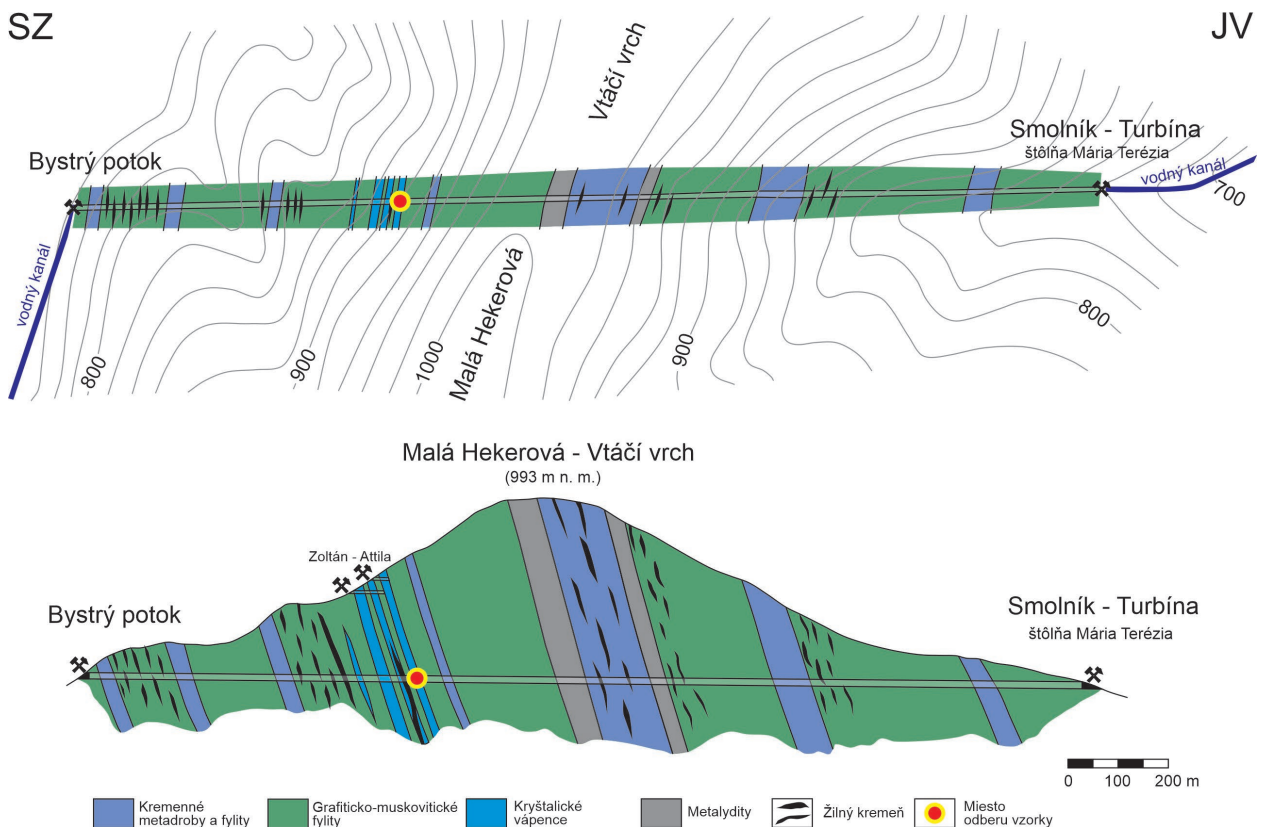 SZ
JV
Vtáčí vrch
Smolník - Turbína
štôlňa Mária Terézia
Bystrý potok
vodný kanál
700
vodný kanál
Malá Hekerová
800
900
1000
900
800
Malá Hekerová - Vtáčí vrch
(993 m n. m.)
Zoltán - Attila
Bystrý potok
Smolník - Turbína
štôlňa Mária Terézia
0 100 200 m
Kremenné
metadroby a fylity
Grafiticko-muskovitické
fylity
Kryštalické
vápence
Metalydity
Žilný kremeň
Miesto
odberu vzorky